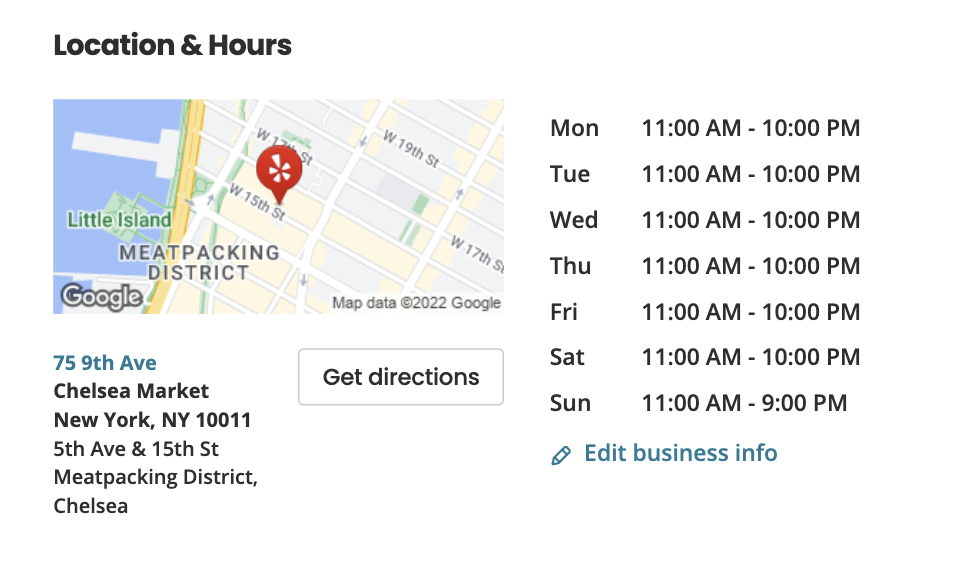 Location & Hours
W 17th St
W 19th St
W 15th St
Little Island
MEATPACKING
DISTRICT
W 17th St
Google
Map data ©2022 Google
75 9th Ave
Chelsea Market
New York, NY 10011
5th Ave & 15th St
Meatpacking District,
Chelsea
Get directions
Mon 11:00 AM - 10:00 PM
Tue 11:00 AM - 10:00 PM
Wed 11:00 AM - 10:00 PM
Thu 11:00 AM - 10:00 PM
Fri 11:00 AM - 10:00 PM
Sat 11:00 AM - 10:00 PM
Sun 11:00 AM - 9:00 PM
Edit business info